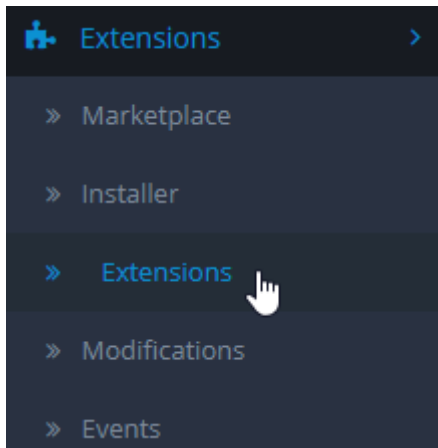 Extensions
Marketplace
Installer
Extensions
Modifications
Events